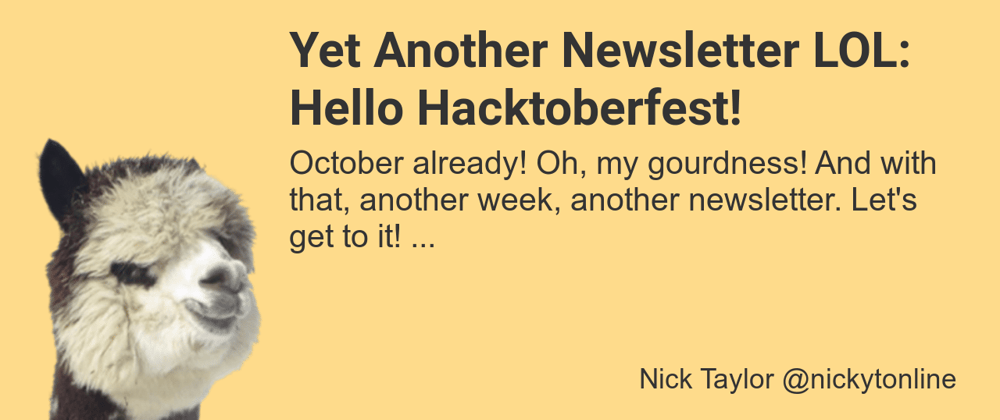 Yet Another Newsletter LOL:
Hello Hacktoberfest!
October already! Oh, my gourdness! And with
that, another week, another newsletter. Let's
get to it! ...
Nick Taylor @nickytonline